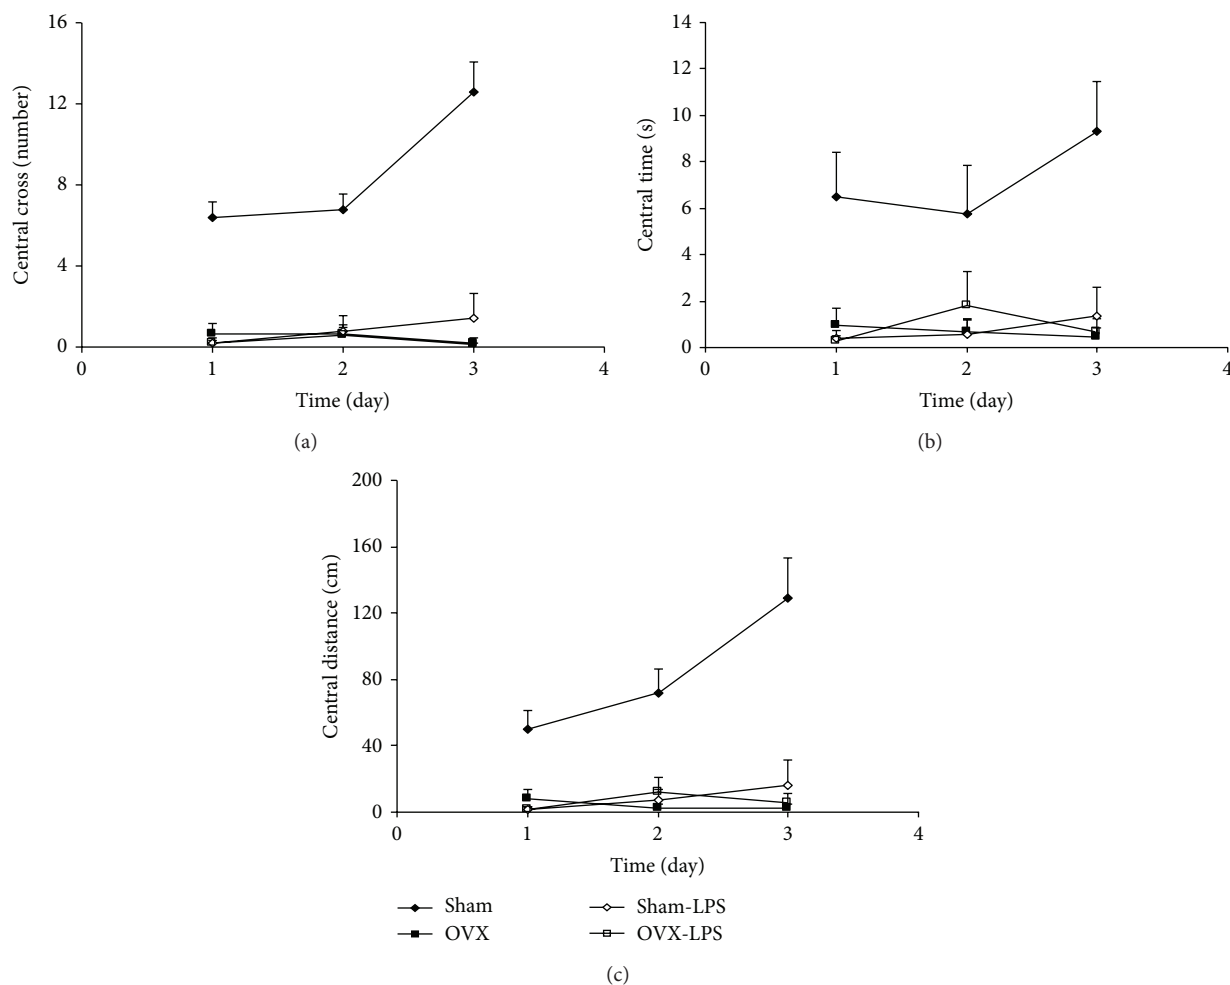 16
12
8
4
0
Central cross (number)
0 1 2 3 4
Time (day)
(a)
14
12
10
8
6
4
2
0
Central time (s)
0 1 2 3 4
Time (day)
(b)
200
160
120
80
40
0
Central distance (cm)
0 1 2 3 4
Time (day)
Sham Sham-LPS
OVX OVX-LPS
(c)